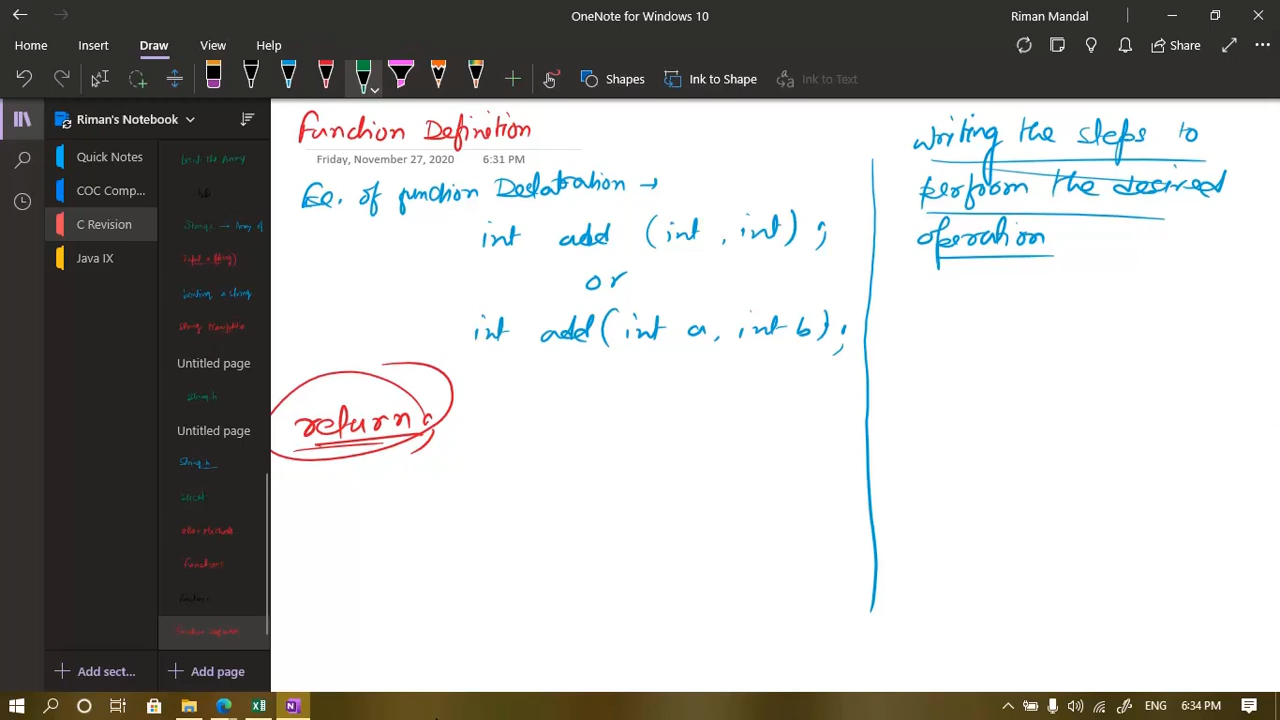 OneNote for Windows 10
Riman Mandal
Home Insert Draw View Help
Share
Shapes
Ink to Shape
Ink to Text
Riman's Notebook
Quick Notes
COC Comp...
C Revision
Java IX
Untitled page
String.h
Untitled page
String.h
functions
Add sect...
Add page
Function Definition
Friday, November 27, 2020 6:31 PM
Ex. of function Declaration →
int add (int, int);
or
int add(int a, int b);
return
writing the steps to
perform the desired
operation
ENG 6:34 PM